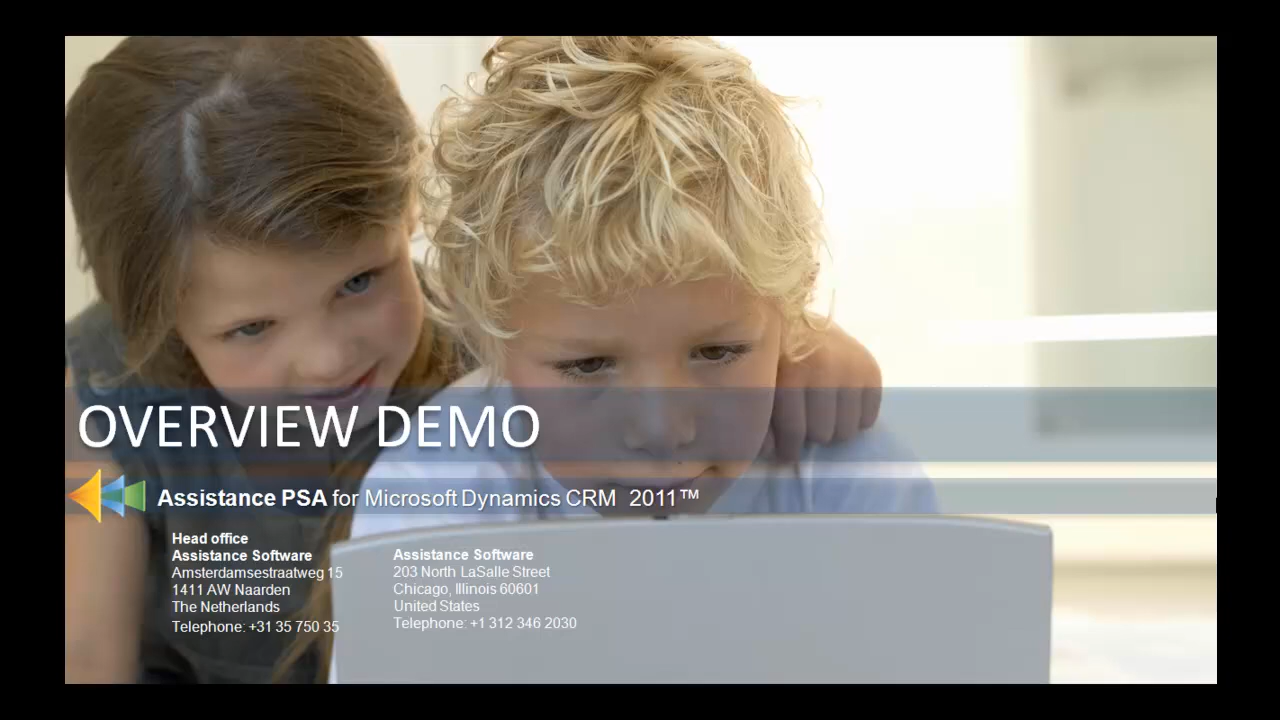 OVERVIEW DEMO
Assistance PSA for Microsoft Dynamics CRM 2011™
Head office
Assistance Software
Amsterdamsestraatweg 15
1411 AW Naarden
The Netherlands
Telephone: +31 35 750 35
Assistance Software
203 North LaSalle Street
Chicago, Illinois 60601
United States
Telephone: +1 312 346 2030